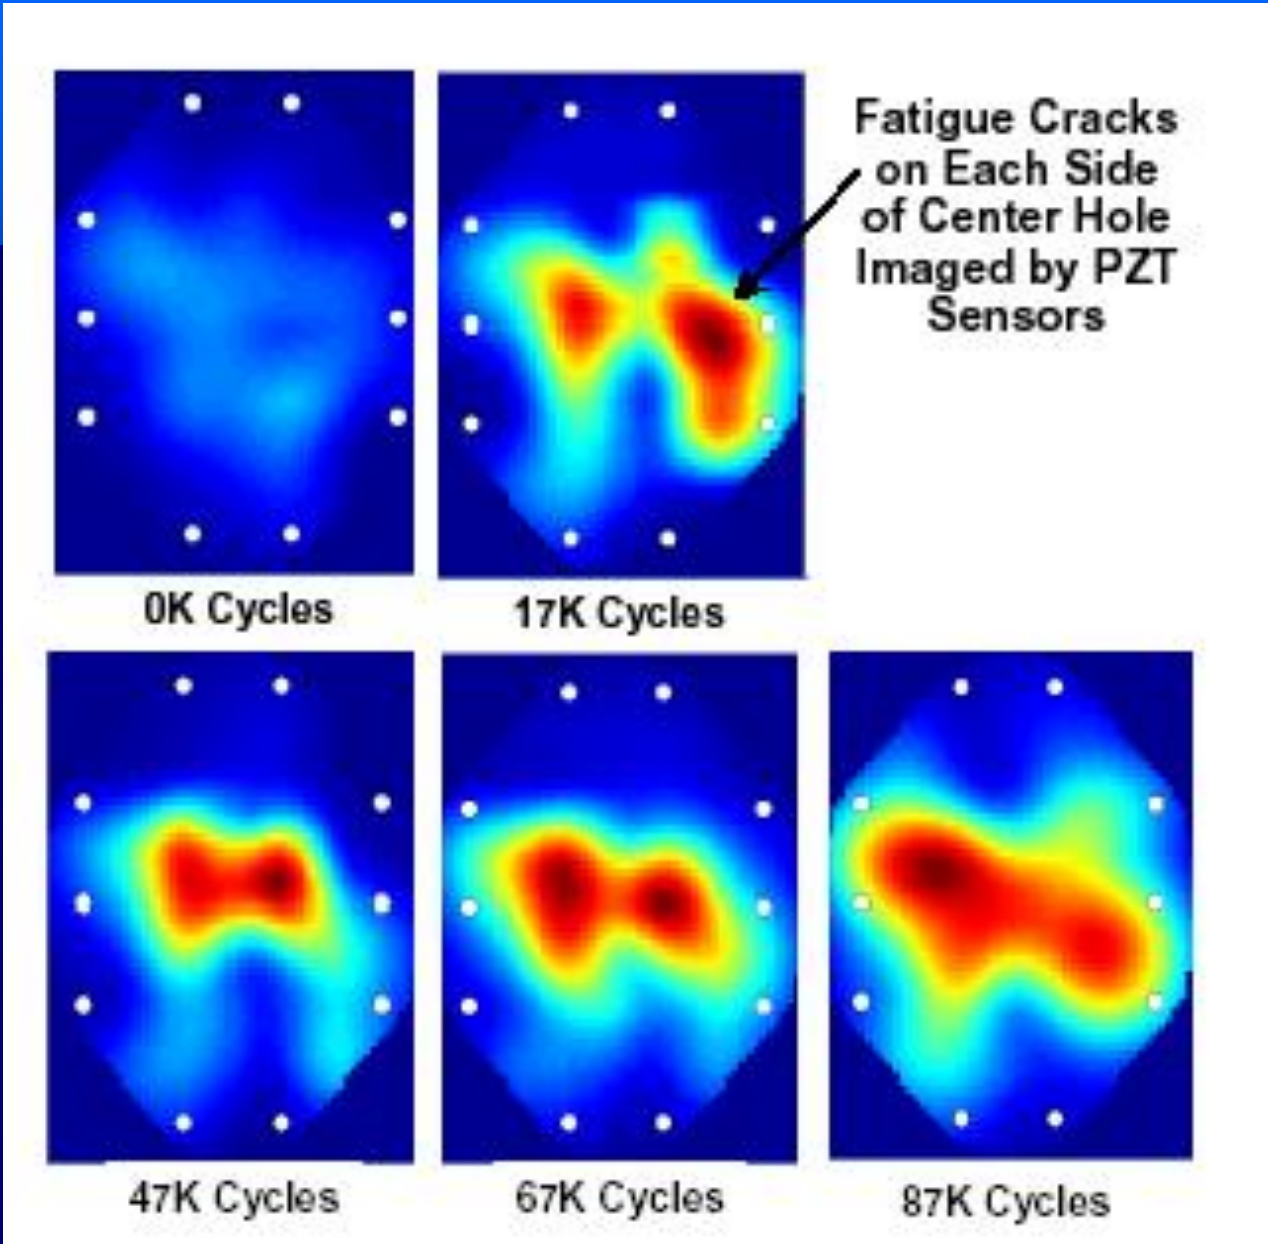 Fatigue Cracks
on Each Side
of Center Hole
Imaged by PZT
Sensors
0K Cycles
17K Cycles
47K Cycles
67K Cycles
87K Cycles